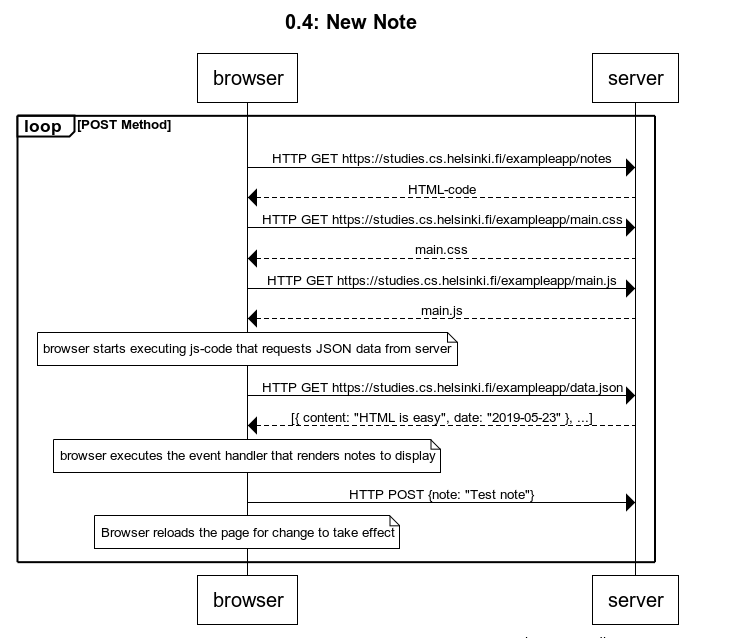 0.4: New Note
browser server
loop [POST Method]
HTTP GET https://studies.cs.helsinki.fi/exampleapp/notes
HTML-code
HTTP GET https://studies.cs.helsinki.fi/exampleapp/main.css
main.css
HTTP GET https://studies.cs.helsinki.fi/exampleapp/main.js
main.js
browser starts executing js-code that requests JSON data from server
HTTP GET https://studies.cs.helsinki.fi/exampleapp/data.json
[{ content: "HTML is easy", date: "2019-05-23" }, ...]
browser executes the event handler that renders notes to display
HTTP POST {note: "Test note"}
Browser reloads the page for change to take effect
browser server